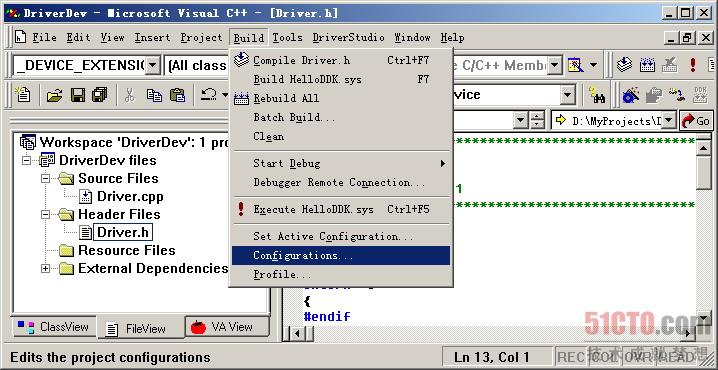 DriverDev - Microsoft Visual C++ - [Driver.h]
File Edit View Insert Project Build Tools DriverStudio Window Help
_DEVICE_EXTENSI
(All class
C/C++ Membe
Compile Driver.h Ctrl+F7
Build HelloDDK.sys F7
Rebuild All
Batch Build...
Clean
Start Debug
Debugger Remote Connection...
Execute HelloDDK.sys Ctrl+F5
Set Active Configuration...
Configurations...
Profile...
vice
D:\MyProjects\D
Go
Workspace 'DriverDev': 1 pro
DriverDev files
Source Files
Driver.cpp
Header Files
Driver.h
Resource Files
External Dependencies
1
{
#endif
ClassView FileView VA View
51CTO.com
技术成就梦想
Edits the project configurations
Ln 13, Col 1
REC COL OVR READ